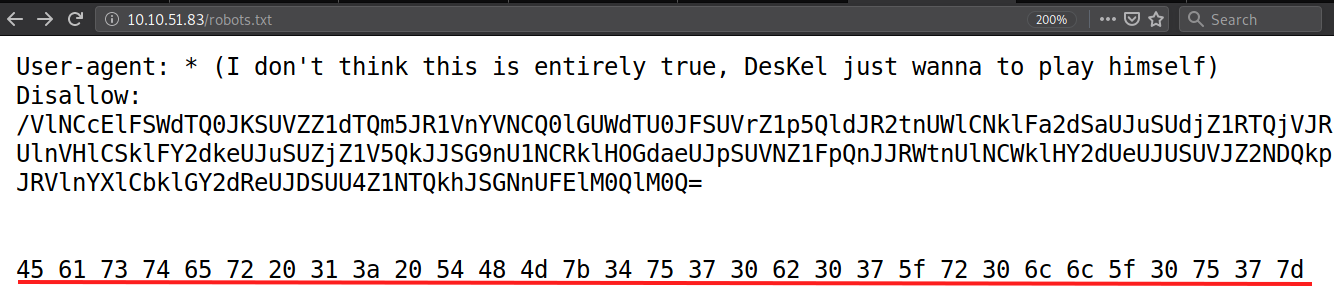 10.10.51.83/robots.txt 200% Search
User-agent: * (I don't think this is entirely true, DesKel just wanna to play himself)
Disallow:
/VlNCcElFSWdTQ0JKSUVZZ1dTQm5JR1VnYVNCQ0lGUWdTU0JFSUVrZ1p5QldJR2tnUWlCNklFa2dSaUJuSUdjZ1RTQjVJR
UlnVHlCSklFY2dkeUJuSUZjZ1V5QkJJSG9nU1NCRklHOGdaeUJpSUVNZ1FpQnJJRWtnUlNCWklHY2dUeUJUSUVJZ2NDQkp
JRVlnYXlCbklGY2dReUJDSUU4Z1NTQkhJSGNnUFElM0QlM0Q=
45 61 73 74 65 72 20 31 3a 20 54 48 4d 7b 34 75 37 30 62 30 37 5f 72 30 6c 6c 5f 30 75 37 7d